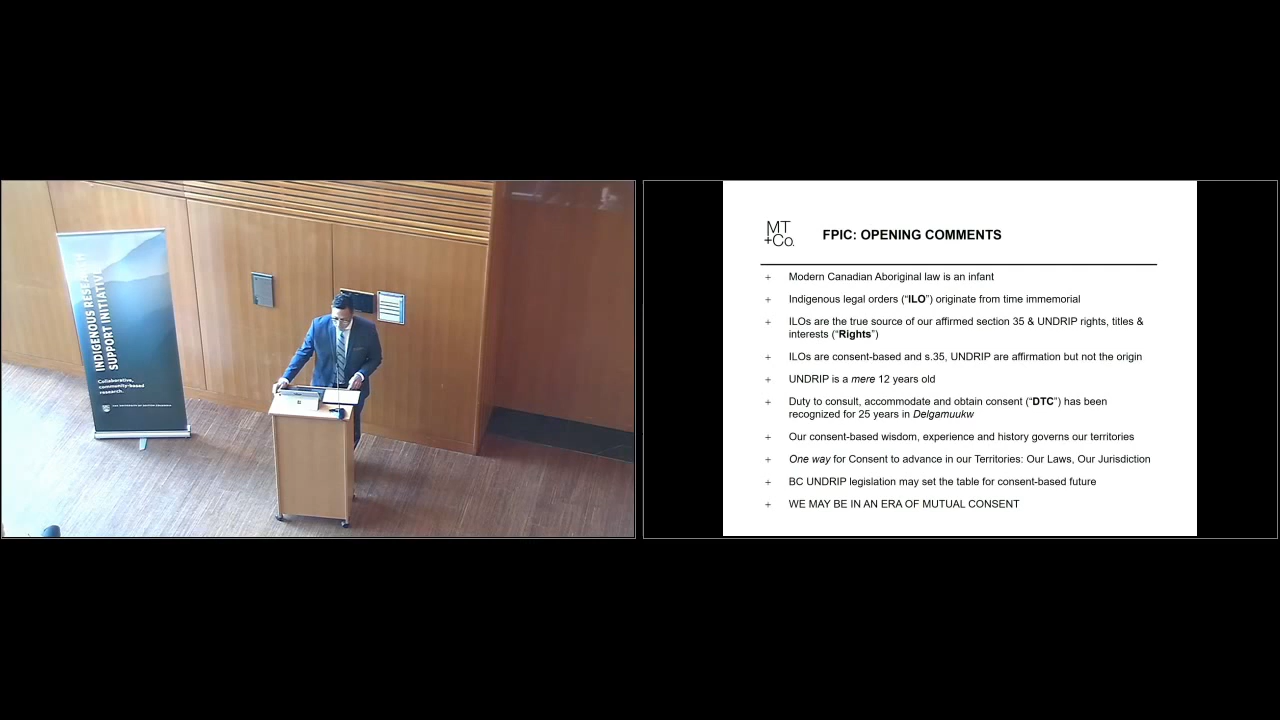 INDIGENOUS RESEARCH
SUPPORT INITIATIVE
Collaborative,
community-based
research.
THE UNIVERSITY OF BRITISH COLUMBIA
MT
+Co.
FPIC: OPENING COMMENTS
+ Modern Canadian Aboriginal law is an infant
+ Indigenous legal orders (“ILO”) originate from time immemorial
+ ILOs are the true source of our affirmed section 35 & UNDRIP rights, titles &
interests (“Rights”)
+ ILOs are consent-based and s.35, UNDRIP are affirmation but not the origin
+ UNDRIP is a mere 12 years old
+ Duty to consult, accommodate and obtain consent (“DTC”) has been
recognized for 25 years in Delgamuukw
+ Our consent-based wisdom, experience and history governs our territories
+ One way for Consent to advance in our Territories: Our Laws, Our Jurisdiction
+ BC UNDRIP legislation may set the table for consent-based future
+ WE MAY BE IN AN ERA OF MUTUAL CONSENT